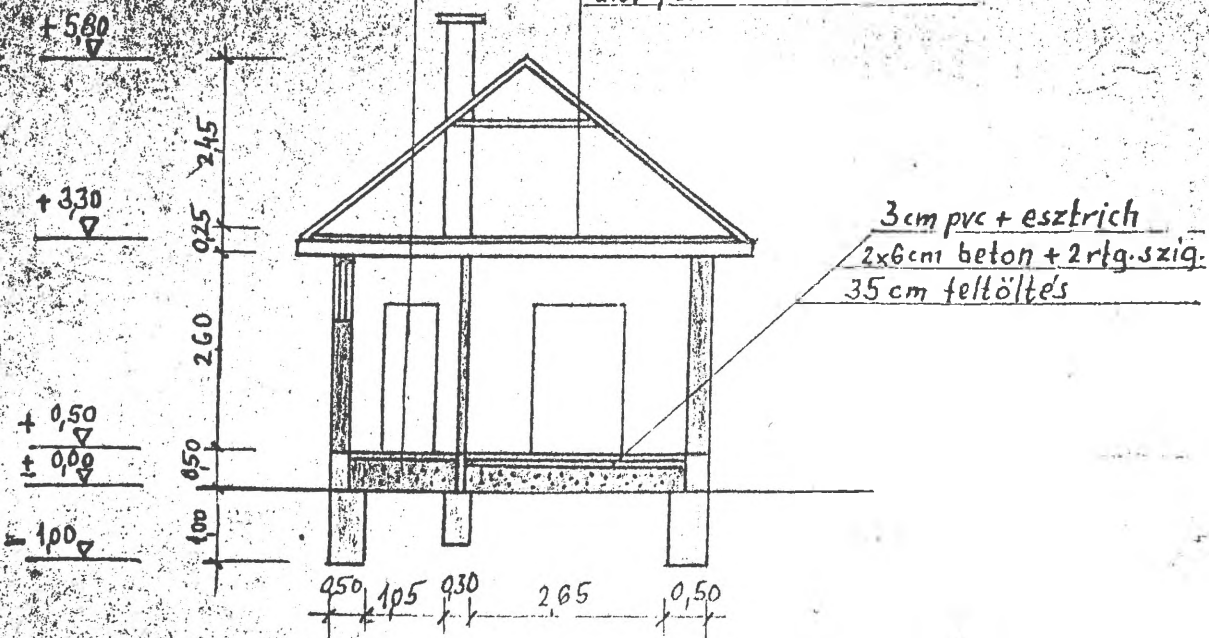 + 5,80
2,45
+ 3,30
0,25
3cm pvc + esztrich
2x6cm beton + 2 rtg. szig.
35 cm feltöltés
2 60
+ 0,50
± 0,00
0,50
- 1,00
1,00
0,50 1,05 0,30 2,65 0,50